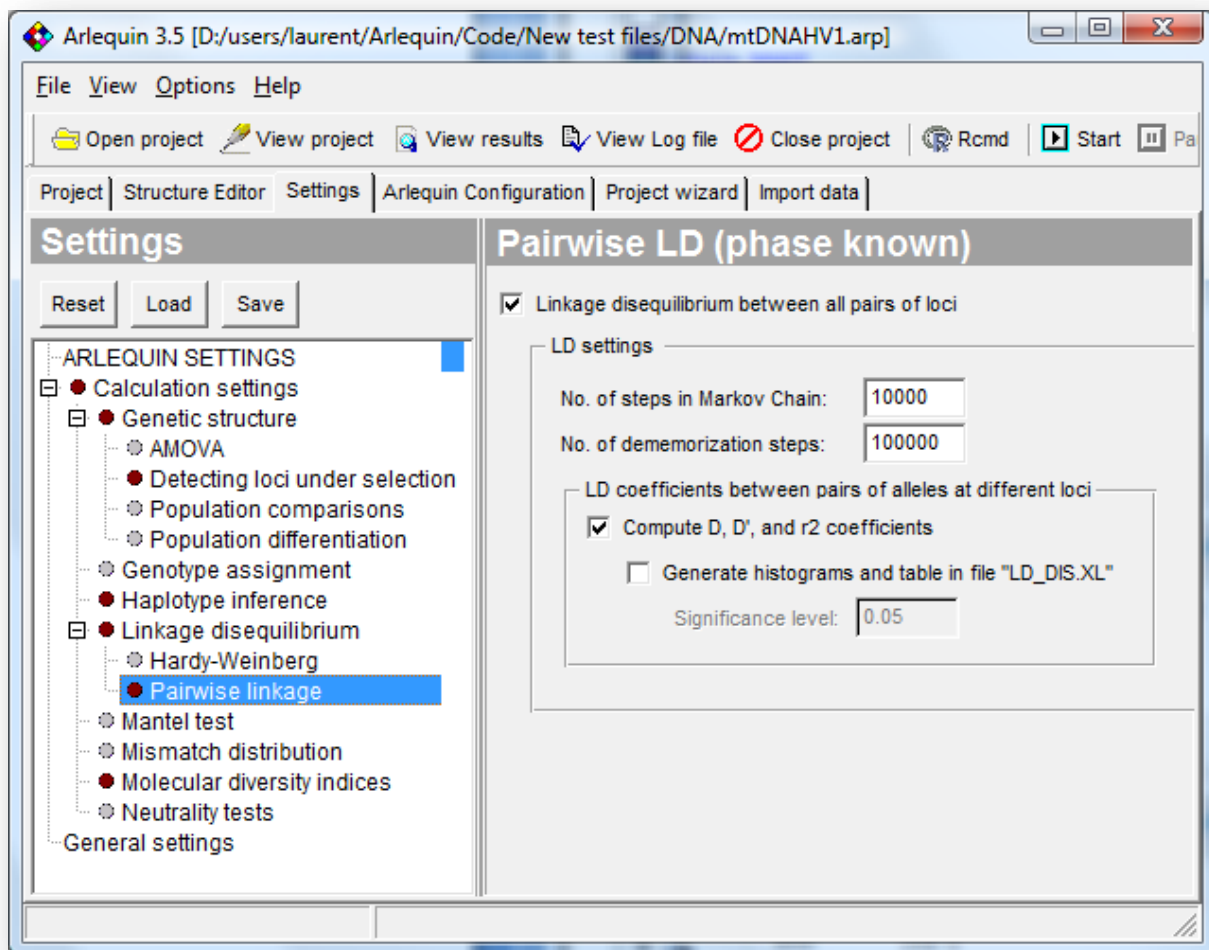 Arlequin 3.5 [D:/users/laurent/Arlequin/Code/New test files/DNA/mtDNAHV1.arp]
File View Options Help
Open project View project View results View Log file Close project Rcmd Start Pa
Project Structure Editor Settings Arlequin Configuration Project wizard Import data
Settings
Reset Load Save
ARLEQUIN SETTINGS
Calculation settings
Genetic structure
AMOVA
Detecting loci under selection
Population comparisons
Population differentiation
Genotype assignment
Haplotype inference
Linkage disequilibrium
Hardy-Weinberg
Pairwise linkage
Mantel test
Mismatch distribution
Molecular diversity indices
Neutrality tests
General settings
Pairwise LD (phase known)
Linkage disequilibrium between all pairs of loci
LD settings
No. of steps in Markov Chain: 10000
No. of dememorization steps: 100000
LD coefficients between pairs of alleles at different loci
Compute D, D', and r2 coefficients
Generate histograms and table in file "LD_DIS.XL"
Significance level: 0.05